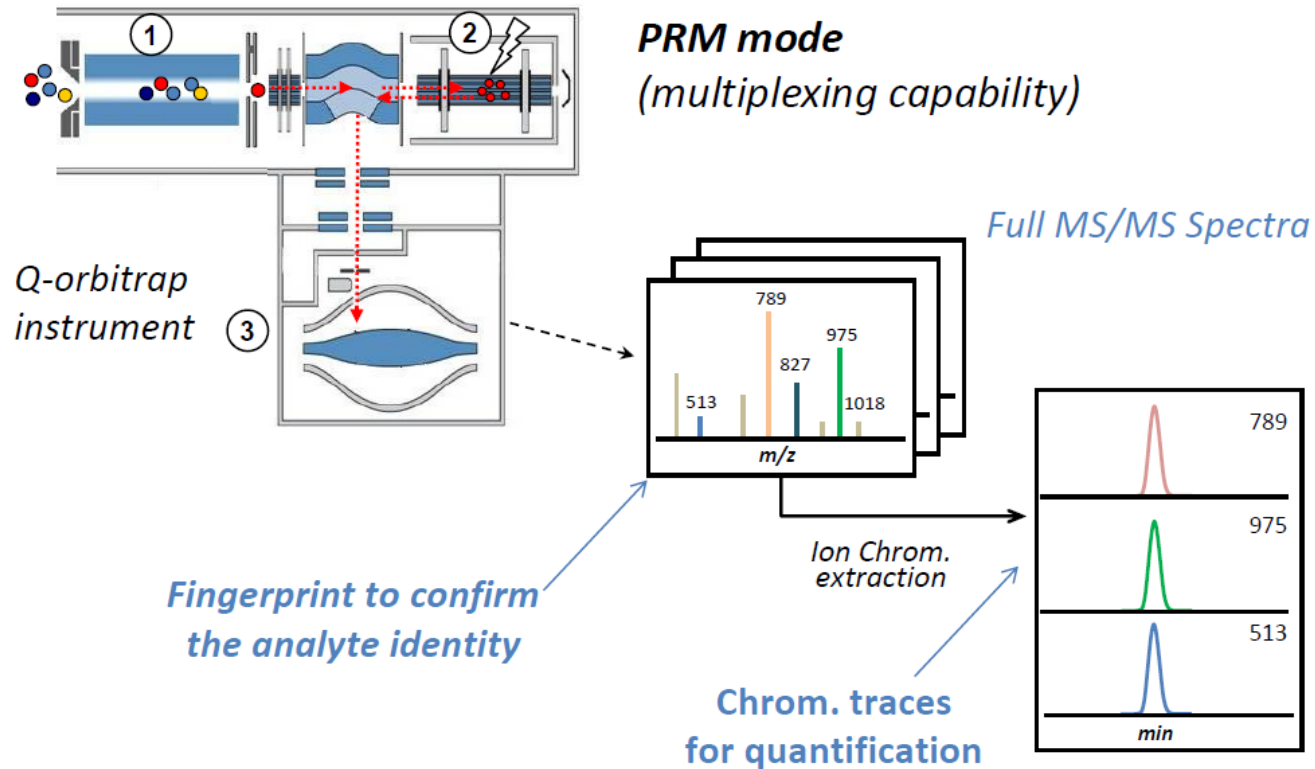 1
2
PRM mode
(multiplexing capability)
Full MS/MS Spectra
Q-orbitrap
instrument
3
789
975
827
513
1018
m/z
Ion Chrom.
extraction
789
975
513
min
Fingerprint to confirm
the analyte identity
Chrom. traces
for quantification